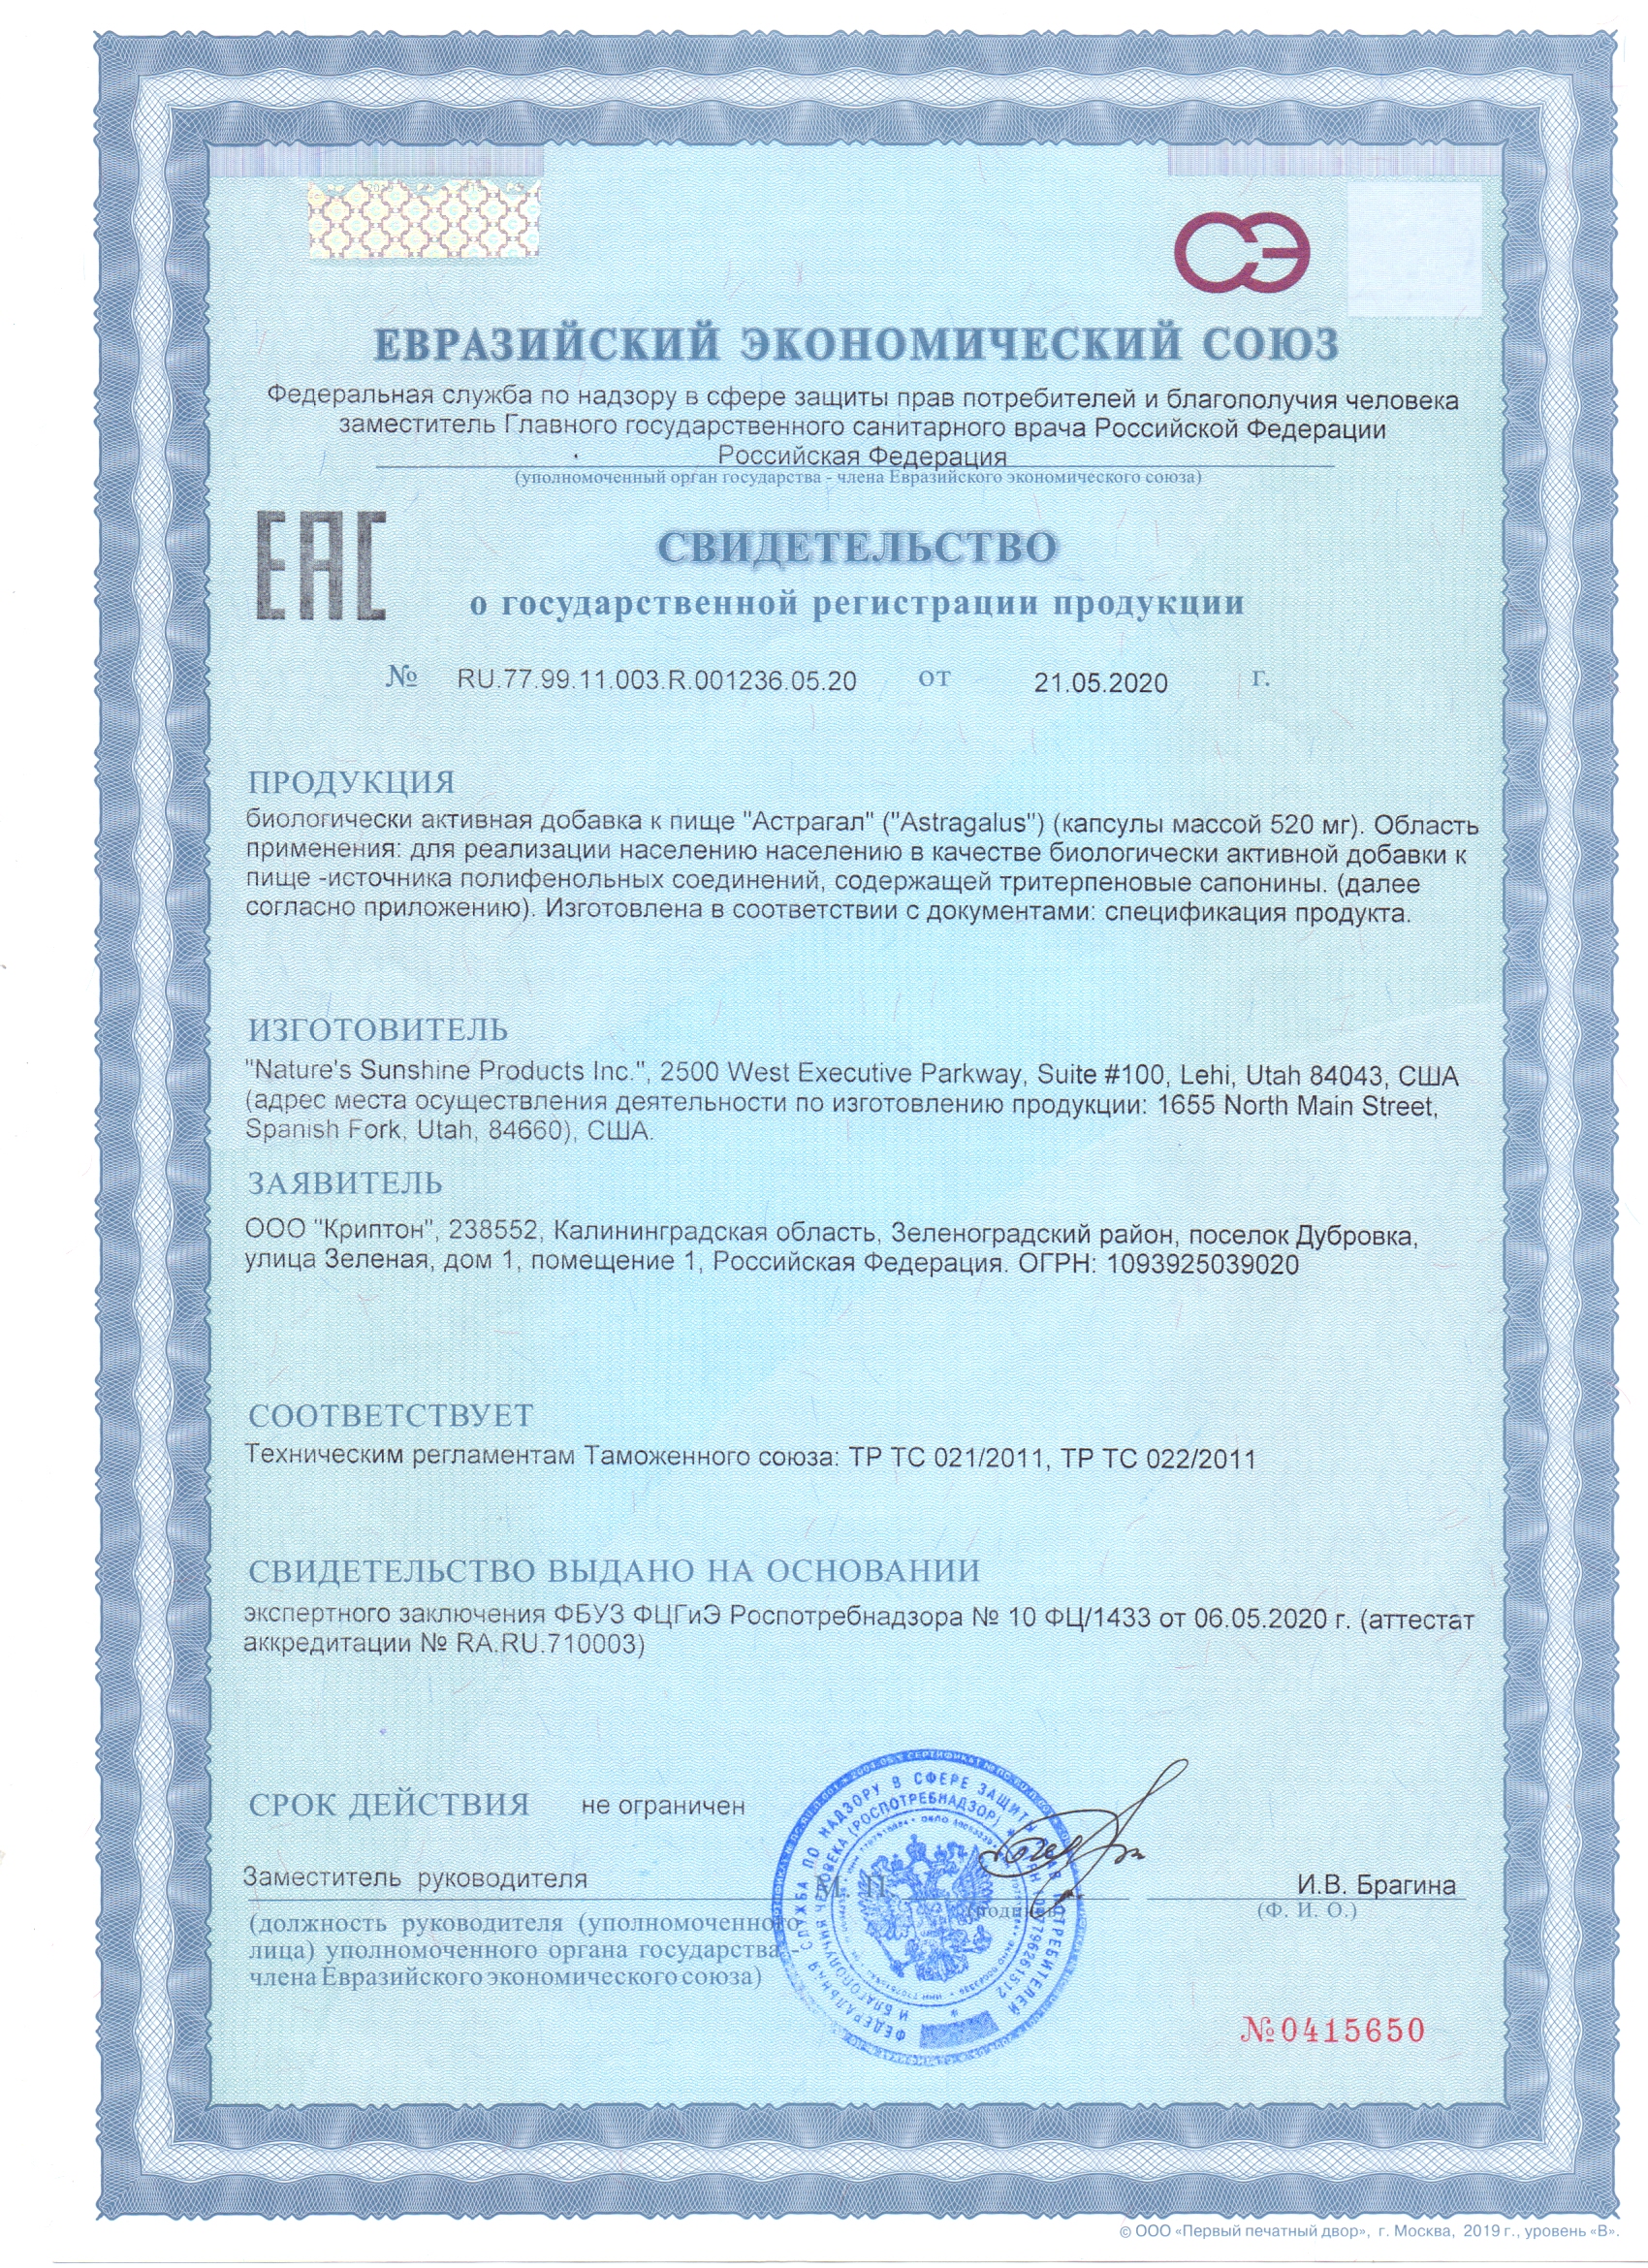 СЭ
ЕВРАЗИЙСКИЙ ЭКОНОМИЧЕСКИЙ СОЮЗ
Федеральная служба по надзору в сфере защиты прав потребителей и благополучия человека
заместитель Главного государственного санитарного врача Российской Федерации
Российская Федерация
(уполномоченный орган государства - члена Евразийского экономического союза)
ЕАС
СВИДЕТЕЛЬСТВО
о государственной регистрации продукции
№ RU.77.99.11.003.R.001236.05.20 от 21.05.2020 г.
ПРОДУКЦИЯ
биологически активная добавка к пище "Астрагал" ("Astragalus") (капсулы массой 520 мг). Область
применения: для реализации населению населению в качестве биологически активной добавки к
пище -источника полифенольных соединений, содержащей тритерпеновые сапонины. (далее
согласно приложению). Изготовлена в соответствии с документами: спецификация продукта.
ИЗГОТОВИТЕЛЬ
"Nature's Sunshine Products Inc.", 2500 West Executive Parkway, Suite #100, Lehi, Utah 84043, США
(адрес места осуществления деятельности по изготовлению продукции: 1655 North Main Street,
Spanish Fork, Utah, 84660), США.
ЗАЯВИТЕЛЬ
ООО "Криптон", 238552, Калининградская область, Зеленоградский район, поселок Дубровка,
улица Зеленая, дом 1, помещение 1, Российская Федерация. ОГРН: 1093925039020
СООТВЕТСТВУЕТ
Техническим регламентам Таможенного союза: ТР ТС 021/2011, ТР ТС 022/2011
СВИДЕТЕЛЬСТВО ВЫДАНО НА ОСНОВАНИИ
экспертного заключения ФБУЗ ФЦГиЭ Роспотребнадзора № 10 ФЦ/1433 от 06.05.2020 г. (аттестат
аккредитации № RA.RU.710003)
СРОК ДЕЙСТВИЯ не ограничен
Заместитель руководителя
М. П.
(подпись)
И.В. Брагина
(Ф. И. О.)
(должность руководителя (уполномоченного
лица) уполномоченного органа государства -
члена Евразийского экономического союза)
ФЕДЕРАЛЬНАЯ СЛУЖБА ПО НАДЗОРУ В СФЕРЕ ЗАЩИТЫ ПРАВ ПОТРЕБИТЕЛЕЙ
И БЛАГОПОЛУЧИЯ ЧЕЛОВЕКА (РОСПОТРЕБНАДЗОР)
№0415650
© ООО «Первый печатный двор», г. Москва, 2019 г., уровень «В».